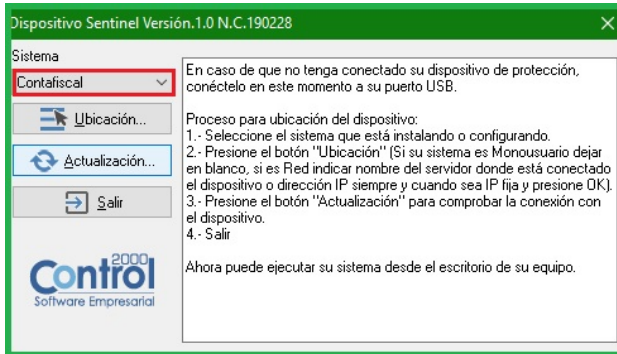 Dispositivo Sentinel Versión.1.0 N.C.190228
Sistema
Contafiscal
Ubicación...
Actualización...
Salir
Control
2000
Software Empresarial
En caso de que no tenga conectado su dispositivo de protección,
conéctelo en este momento a su puerto USB.
Proceso para ubicación del dispositivo:
1.- Seleccione el sistema que está instalando o configurando.
2.- Presione el botón "Ubicación" (Si su sistema es Monousuario dejar
en blanco, si es Red indicar nombre del servidor donde está conectado
el dispositivo o dirección IP siempre y cuando sea IP fija y presione OK).
3.- Presione el botón "Actualización" para comprobar la conexión con
el dispositivo.
4.- Salir
Ahora puede ejecutar su sistema desde el escritorio de su equipo.